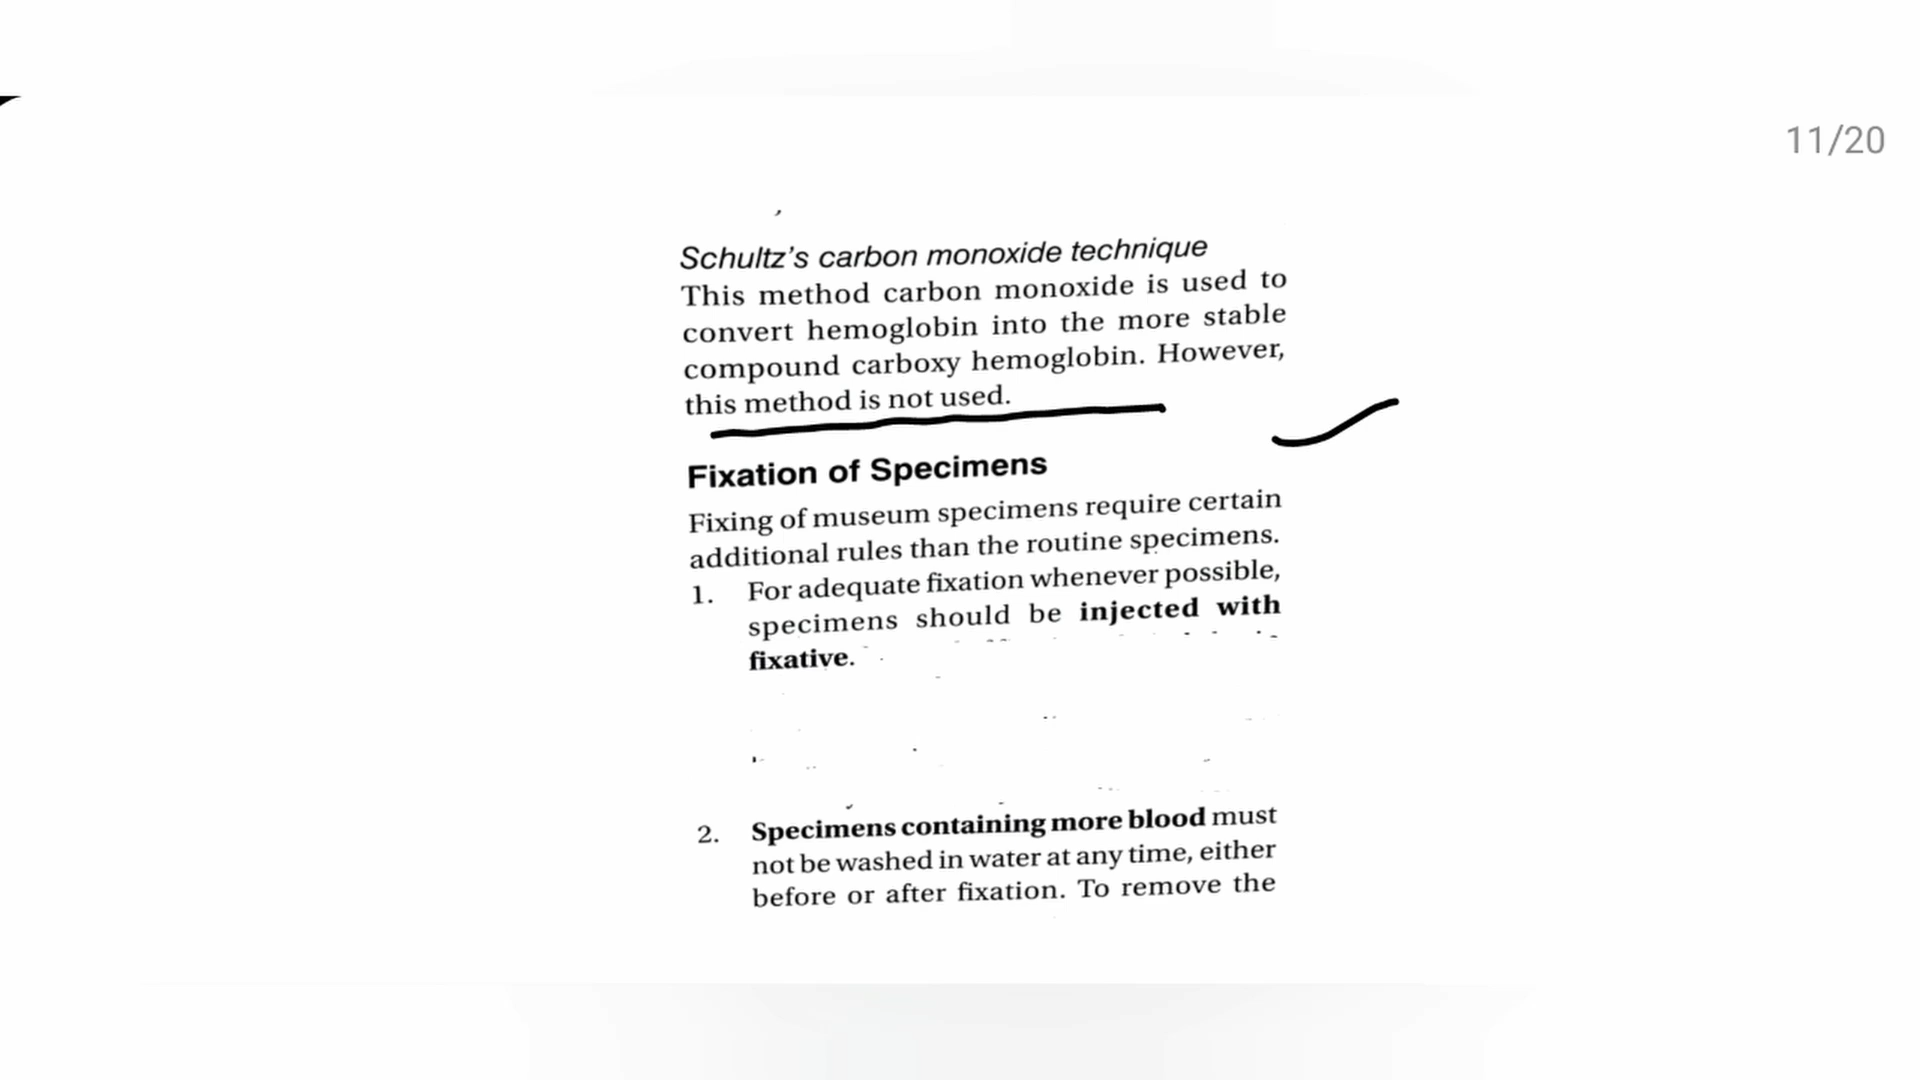 11/20
Schultz’s carbon monoxide technique
This method carbon monoxide is used to
convert hemoglobin into the more stable
compound carboxy hemoglobin. However,
this method is not used.
Fixation of Specimens
Fixing of museum specimens require certain
additional rules than the routine specimens.
1. For adequate fixation whenever possible,
specimens should be injected with
fixative.
2. Specimens containing more blood must
not be washed in water at any time, either
before or after fixation. To remove the